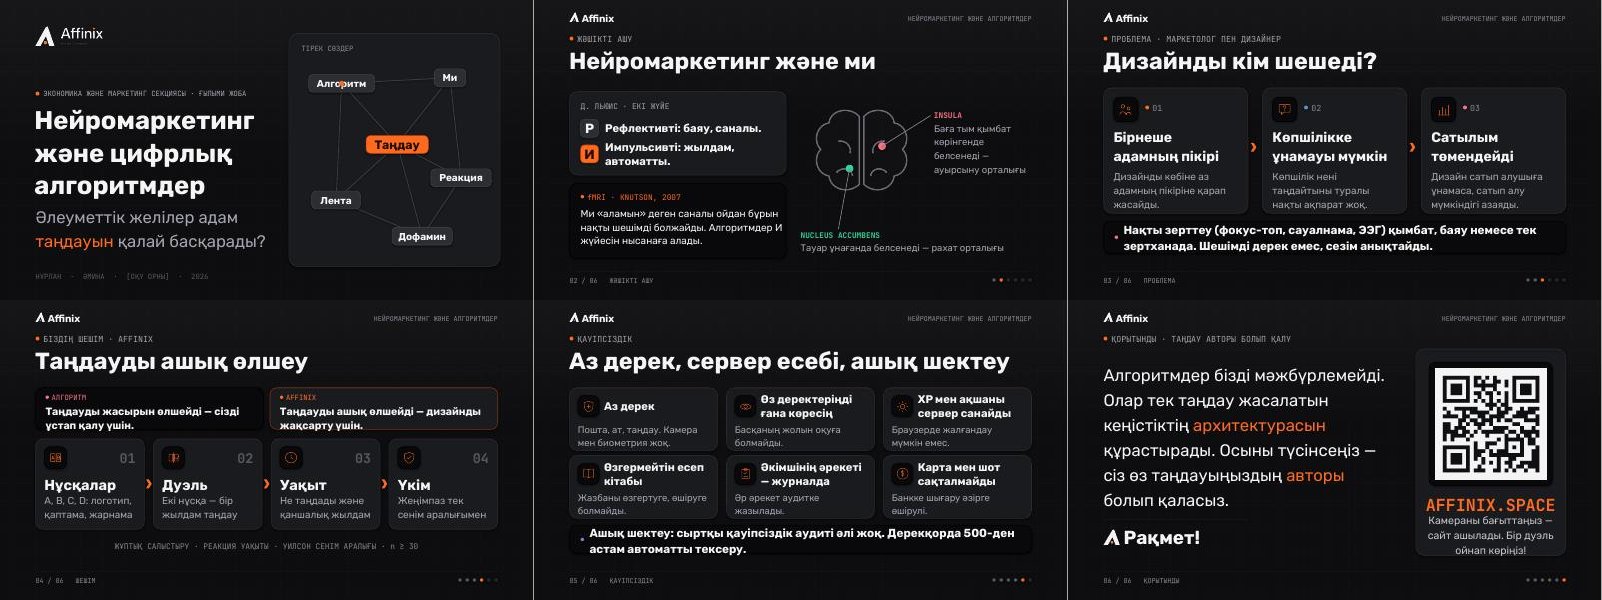 Affinix
ТІРЕК СӨЗДЕР
Алгоритм
Ми
Таңдау
Реакция
Лента
Дофамин
ЭКОНОМИКА ЖӘНЕ МАРКЕТИНГ СЕКЦИЯСЫ · ҒЫЛЫМИ ЖОБА
Нейромаркетинг
және цифрлық
алгоритмдер
Әлеуметтік желілер адам
таңдауын қалай басқарады?
НҰРЛАН · ӘМИНА · [ОҚУ ОРНЫ] · 2026
Affinix
НЕЙРОМАРКЕТИНГ ЖӘНЕ АЛГОРИТМДЕР
ЖӘШІКТІ АШУ
Нейромаркетинг және ми
Д. ЛЬЮИС · ЕКІ ЖҮЙЕ
Р Рефлективті: баяу, саналы.
И Импульсивті: жылдам,
автоматты.
fMRI · KNUTSON, 2007
Ми «аламын» деген саналы ойдан бұрын
нақты шешімді болжайды. Алгоритмдер И
жүйесін нысанаға алады.
INSULA
Баға тым қымбат
көрінгенде
белсенеді —
ауырсыну орталығы
NUCLEUS ACCUMBENS
Тауар ұнағанда белсенеді — рахат орталығы
02 / 06 ЖӘШІКТІ АШУ
Affinix
НЕЙРОМАРКЕТИНГ ЖӘНЕ АЛГОРИТМДЕР
ПРОБЛЕМА · МАРКЕТОЛОГ ПЕН ДИЗАЙНЕР
Дизайнды кім шешеді?
01
Бірнеше
адамның пікірі
Дизайнды көбіне аз
адамның пікіріне қарап
жасайды.
02
Көпшілікке
ұнамауы мүмкін
Көпшілік нені
таңдайтыны туралы
нақты ақпарат жоқ.
03
Сатылым
төмендейді
Дизайн сатып алушыға
ұнамаса, сатып алу
мүмкіндігі азаяды.
Нақты зерттеу (фокус-топ, сауалнама, ЭЭГ) қымбат, баяу немесе тек
зертханада. Шешімді дерек емес, сезім анықтайды.
03 / 06 ПРОБЛЕМА
Affinix
НЕЙРОМАРКЕТИНГ ЖӘНЕ АЛГОРИТМДЕР
БІЗДІҢ ШЕШІМ · AFFINIX
Таңдауды ашық өлшеу
АЛГОРИТМ
Таңдауды жасырын өлшейді — сізді
ұстап қалу үшін.
AFFINIX
Таңдауды ашық өлшейді — дизайнды
жақсарту үшін.
01
Нұсқалар
A, B, C, D: логотип,
қаптама, жарнама
02
Дуэль
Екі нұсқа — бір
жылдам таңдау
03
Уақыт
Не таңдады және
қаншалық жылдам
04
Үкім
Жеңімпаз тек
сенім аралығымен
ЖҰПТЫҚ САЛЫСТЫРУ · РЕАКЦИЯ УАҚЫТЫ · УИЛСОН СЕНІМ АРАЛЫҒЫ · n ≥ 30
04 / 06 ШЕШІМ
Affinix
НЕЙРОМАРКЕТИНГ ЖӘНЕ АЛГОРИТМДЕР
ҚАУІПСІЗДІК
Аз дерек, сервер есебі, ашық шектеу
Аз дерек
Пошта, ат, таңдау. Камера
мен биометрия жоқ.
Өз деректеріңді
ғана көресің
Басқаның жолын оқуға
болмайды.
XP мен ақшаны
сервер санайды
Браузерде жалғандау
мүмкін емес.
Өзгермейтін есеп
кітабы
Жазбаны өзгертуге, өшіруге
болмайды.
Әкімшінің әрекеті
— журналда
Әр әрекет аудитке
жазылады.
Карта мен шот
сақталмайды
Банкке шығару әзірге
өшірулі.
Ашық шектеу: сыртқы қауіпсіздік аудиті әлі жоқ. Дерекқорда 500-ден
астам автоматты тексеру.
05 / 06 ҚАУІПСІЗДІК
Affinix
НЕЙРОМАРКЕТИНГ ЖӘНЕ АЛГОРИТМДЕР
ҚОРЫТЫНДЫ · ТАҢДАУ АВТОРЫ БОЛЫП ҚАЛУ
Алгоритмдер бізді мәжбүрлемейді.
Олар тек таңдау жасалатын
кеңістіктің архитектурасын
құрастырады. Осыны түсінсеңіз —
сіз өз таңдауыңыздың авторы
болып қаласыз.
Рақмет!
AFFINIX.SPACE
Камераны бағыттаңыз —
сайт ашылады. Бір дуэль
ойнап көріңіз!
06 / 06 ҚОРЫТЫНДЫ